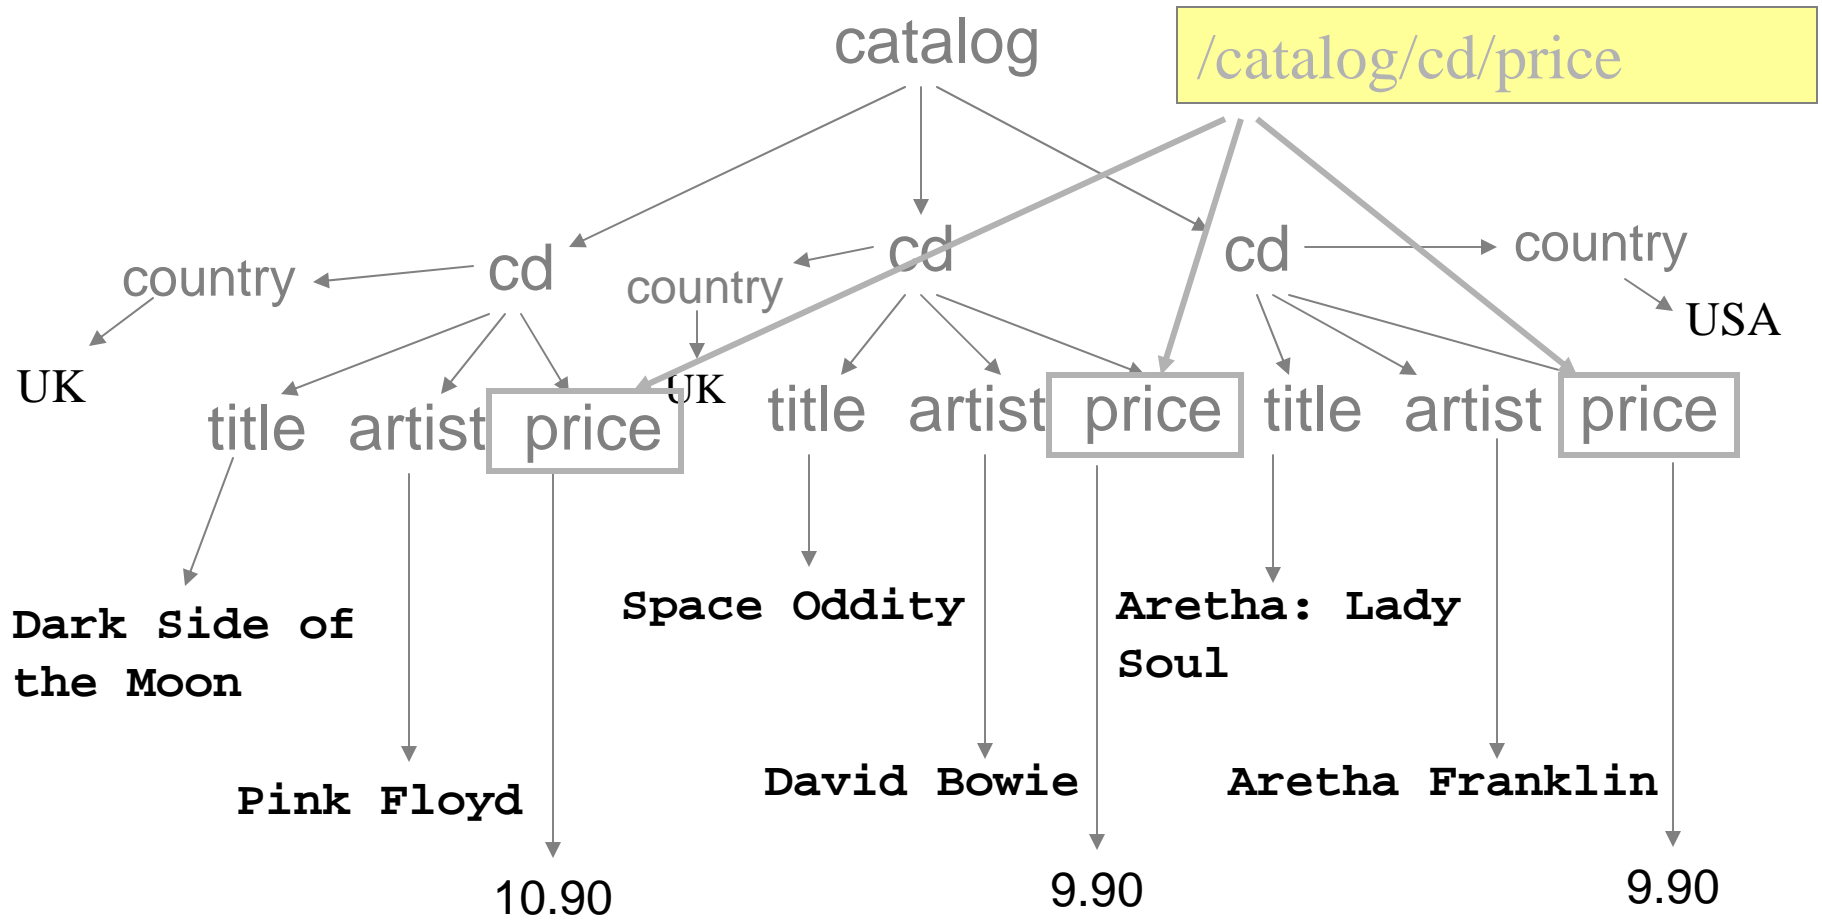 catalog
/catalog/cd/price
cd
cd
cd
country
country
country
UK
UK
USA
title artist price
title artist price
title artist price
Dark Side of
the Moon
Space Oddity
Aretha: Lady
Soul
Pink Floyd
David Bowie
Aretha Franklin
10.90
9.90
9.90